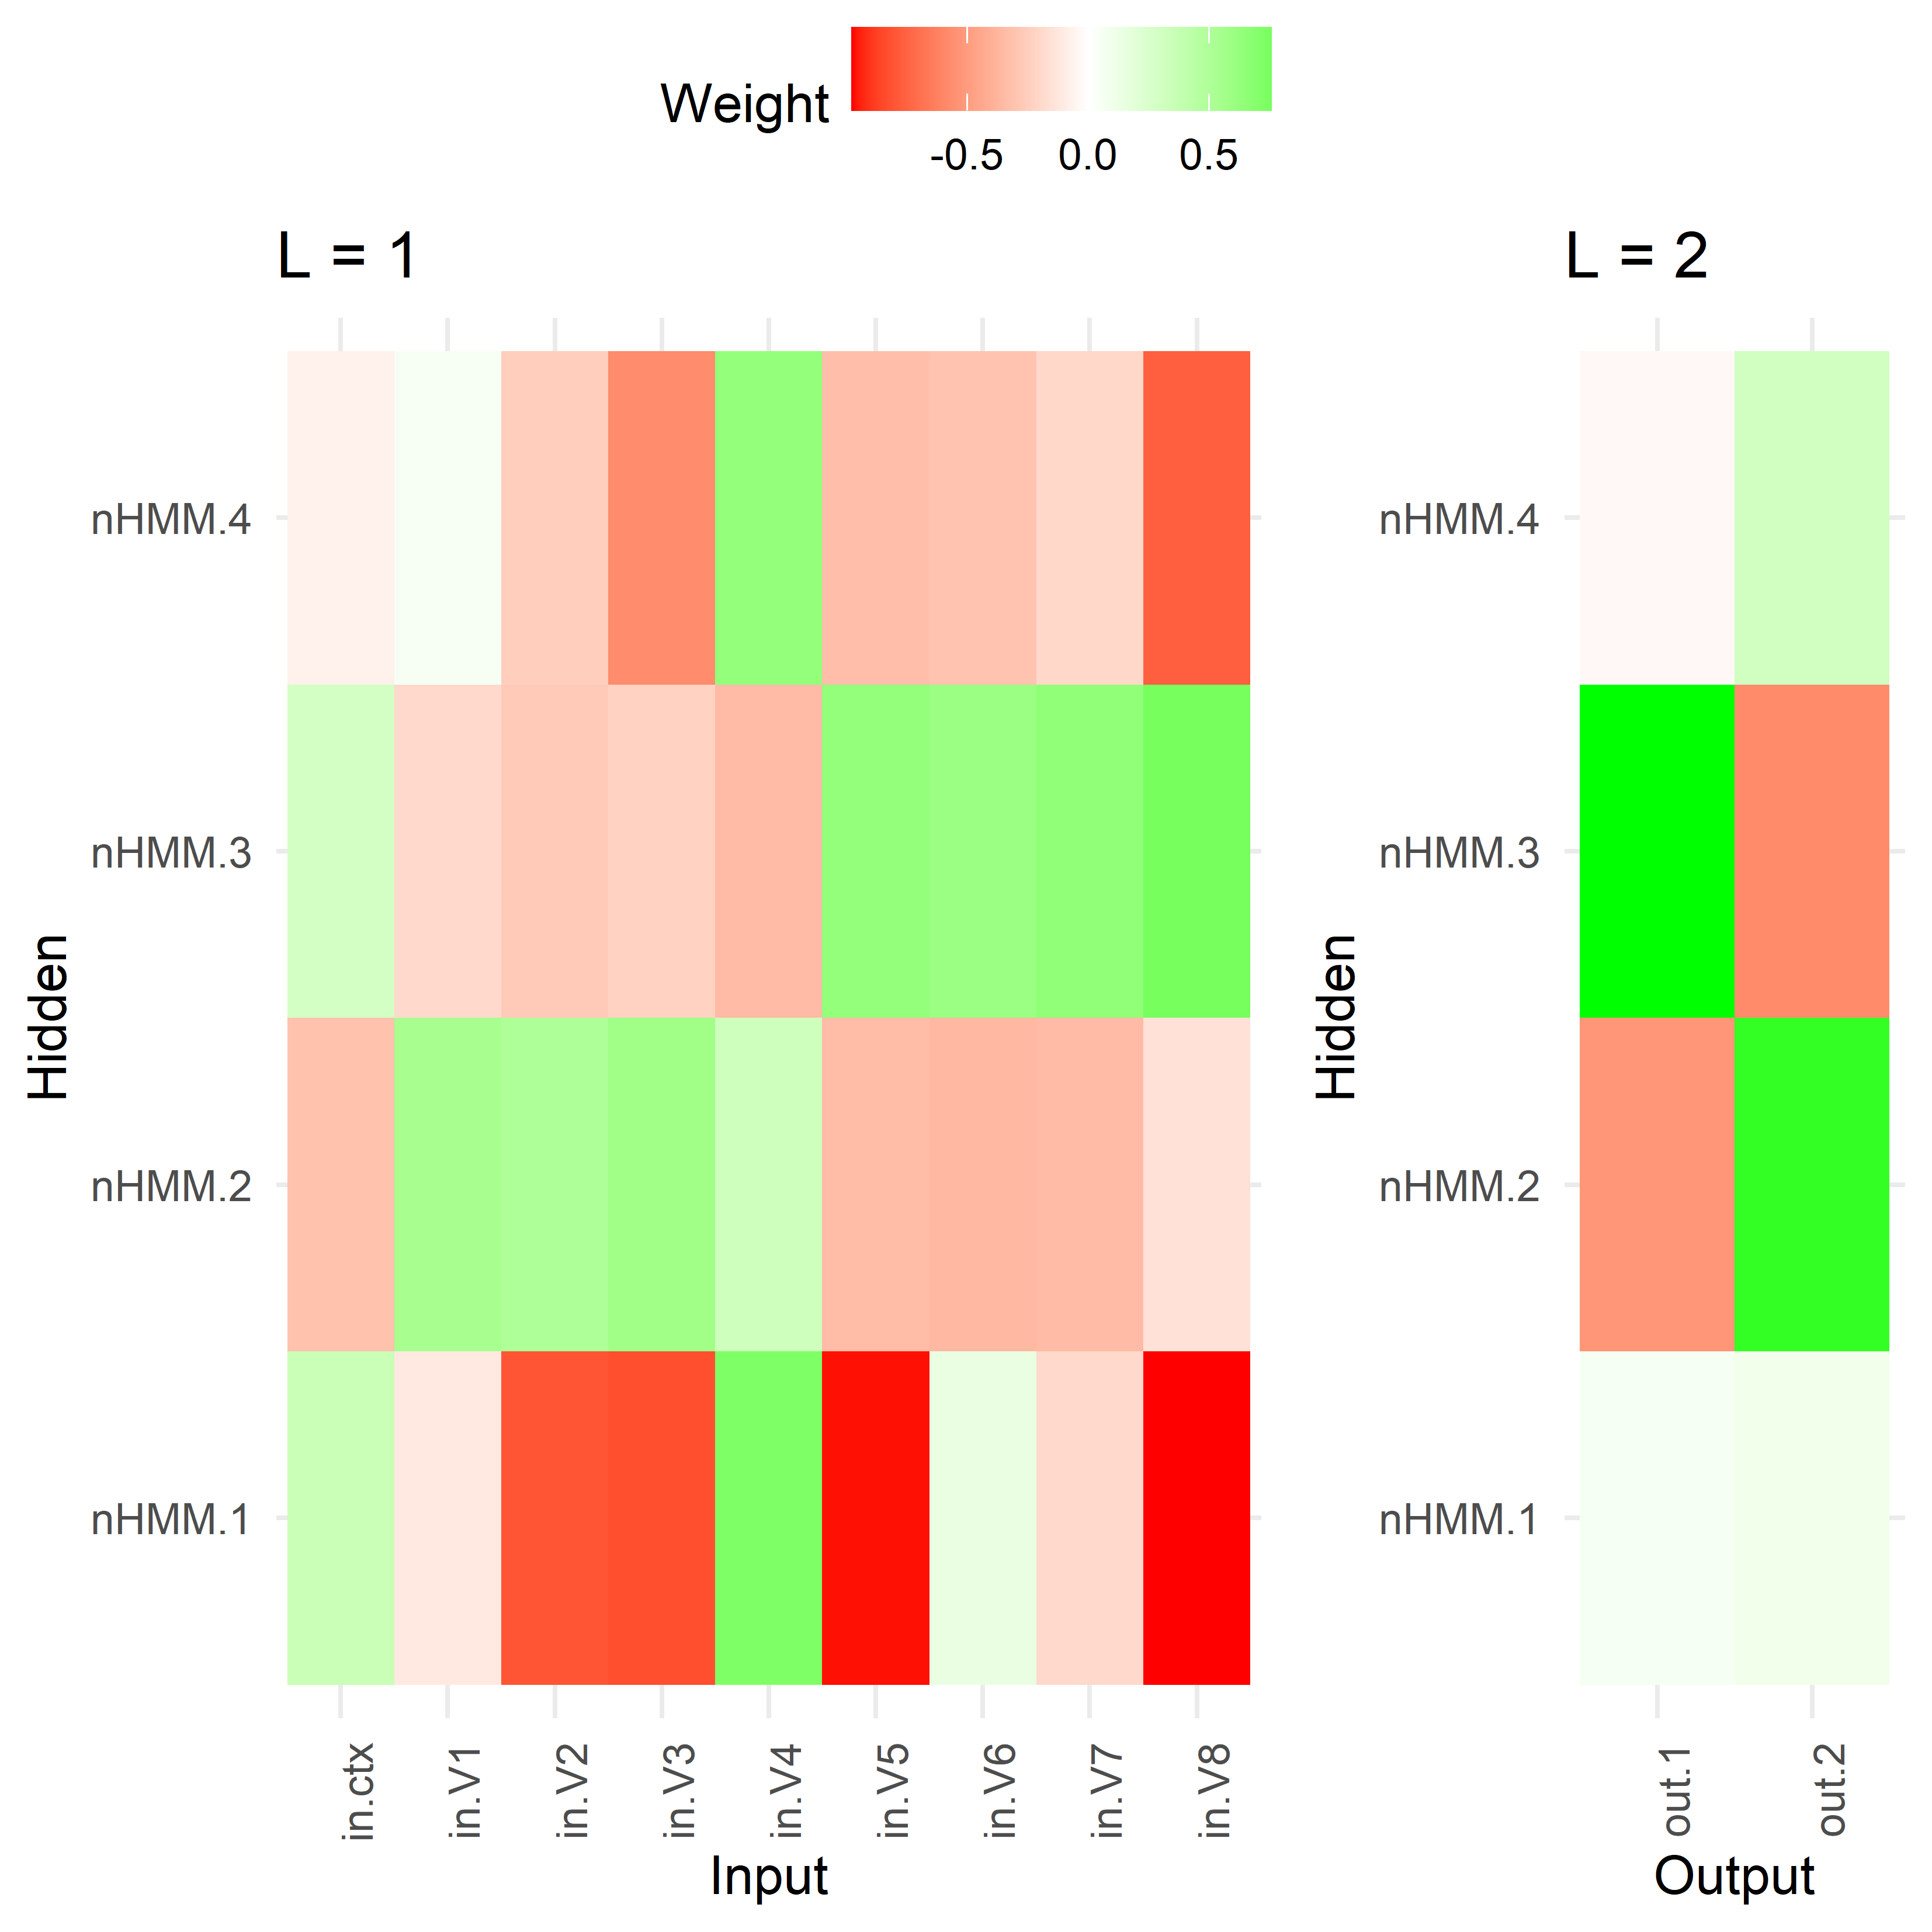 Weight
-0.5 0.0 0.5
L = 1
L = 2
Hidden
nHMM.4
nHMM.3
nHMM.2
nHMM.1
in.ctx in.V1 in.V2 in.V3 in.V4 in.V5 in.V6 in.V7 in.V8
Input
Hidden
nHMM.4
nHMM.3
nHMM.2
nHMM.1
out.1 out.2
Output